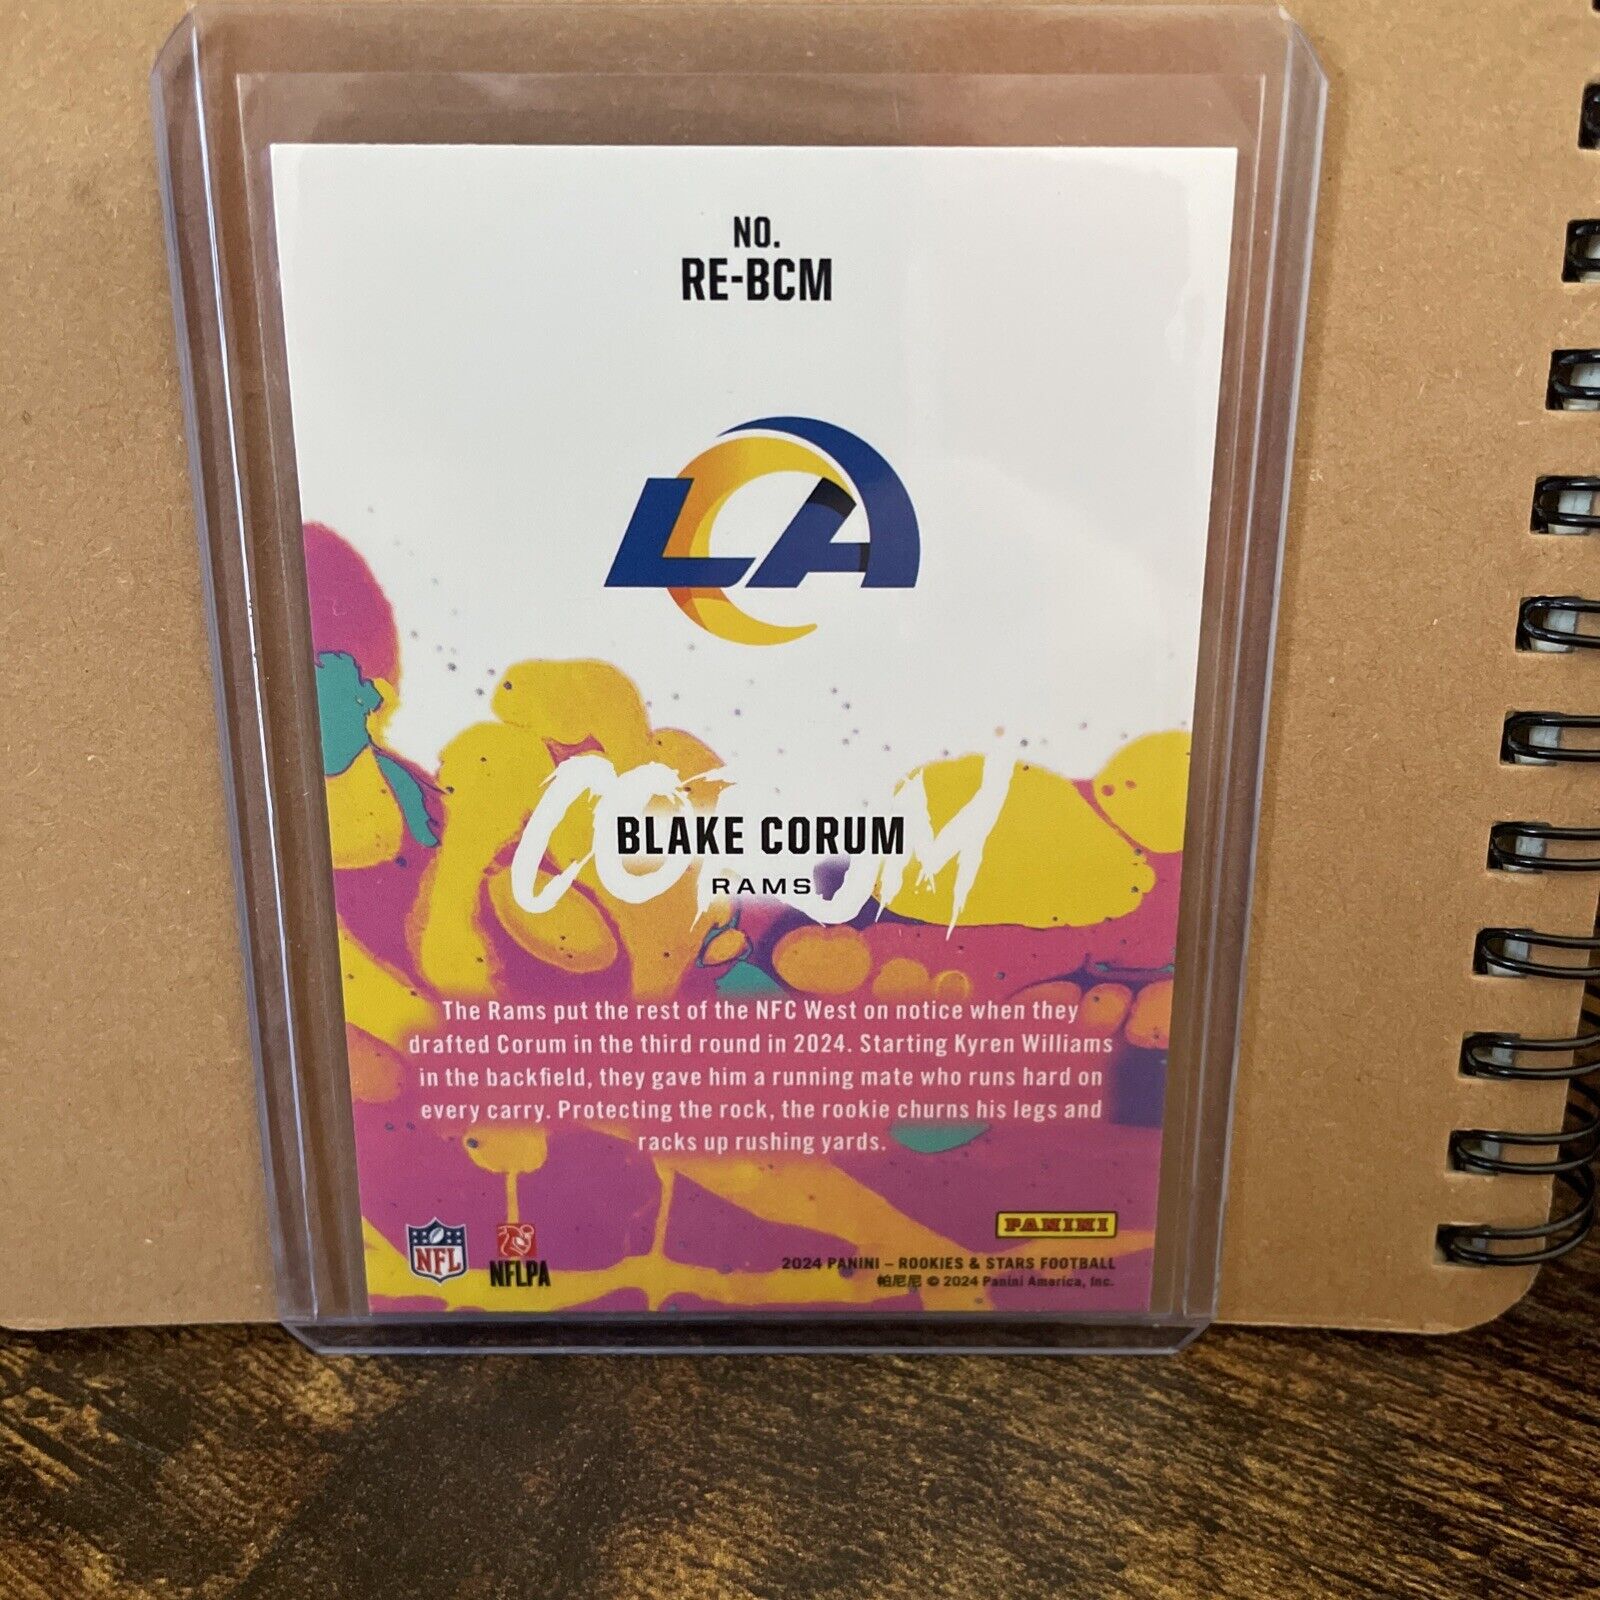 NO.
RE-BCM
LA
CORUM
BLAKE CORUM
RAMS
The Rams put the rest of the NFC West on notice when they
drafted Corum in the third round in 2024. Starting Kyren Williams
in the backfield, they gave him a running mate who runs hard on
every carry. Protecting the rock, the rookie churns his legs and
racks up rushing yards.
PANINI
NFL
NFLPA
2024 PANINI – ROOKIES & STARS FOOTBALL
帕尼尼 © 2024 Panini America, Inc.